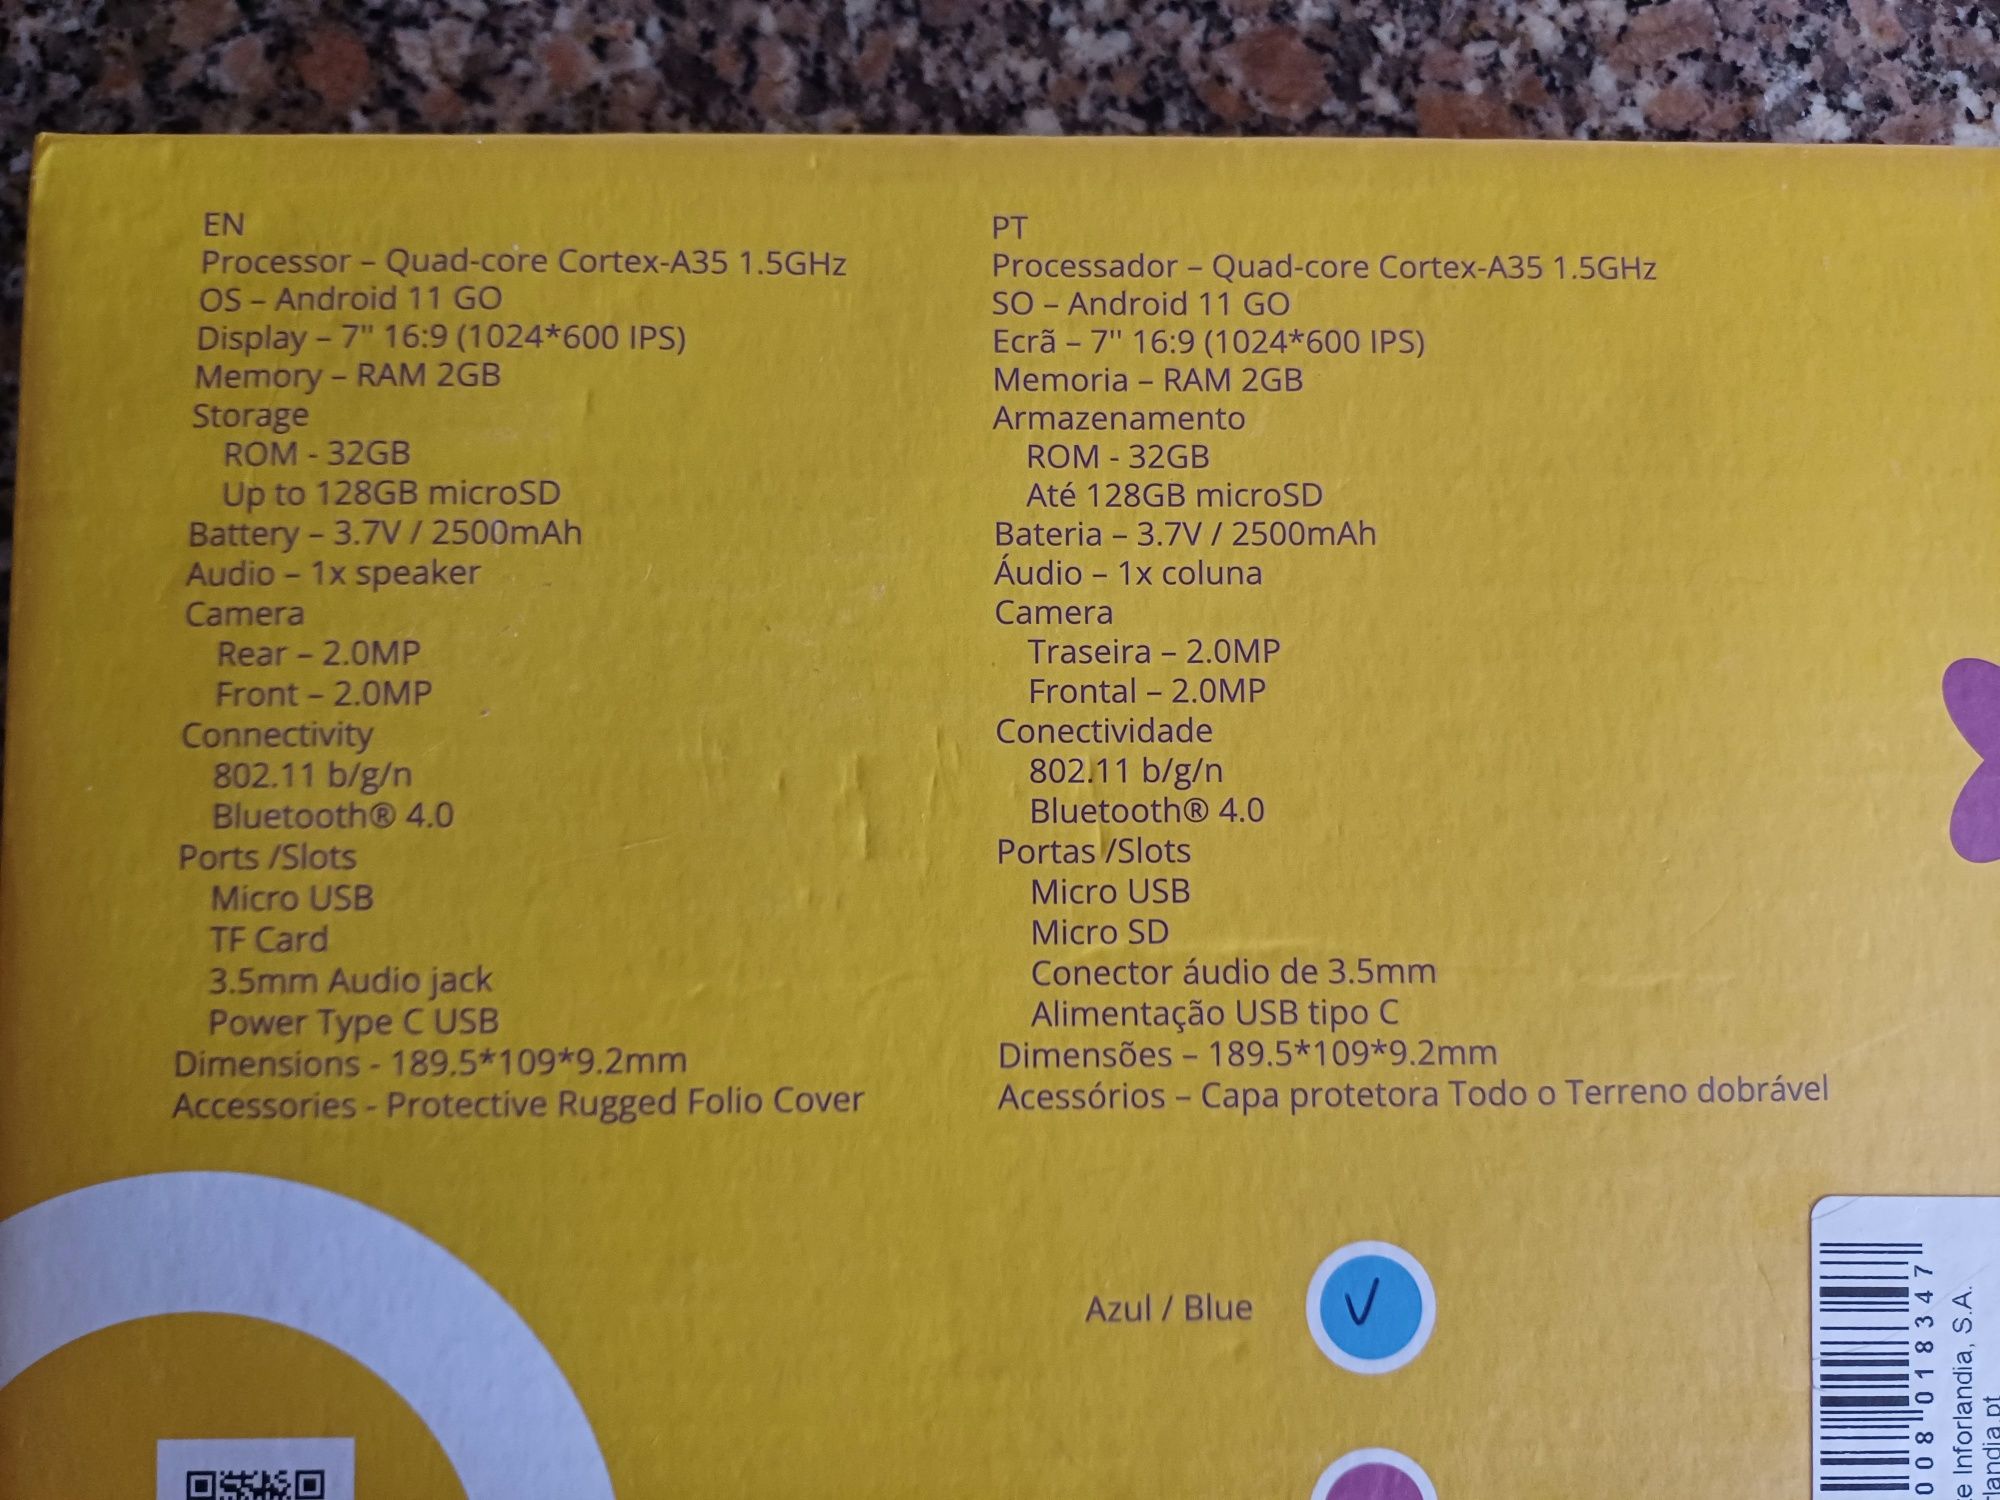 EN
Processor – Quad-core Cortex-A35 1.5GHz
OS – Android 11 GO
Display – 7" 16:9 (1024*600 IPS)
Memory – RAM 2GB
Storage
ROM - 32GB
Up to 128GB microSD
Battery – 3.7V / 2500mAh
Audio – 1x speaker
Camera
Rear – 2.0MP
Front – 2.0MP
Connectivity
802.11 b/g/n
Bluetooth® 4.0
Ports /Slots
Micro USB
TF Card
3.5mm Audio jack
Power Type C USB
Dimensions - 189.5*109*9.2mm
Accessories - Protective Rugged Folio Cover
PT
Processador – Quad-core Cortex-A35 1.5GHz
SO – Android 11 GO
Ecrã – 7" 16:9 (1024*600 IPS)
Memoria – RAM 2GB
Armazenamento
ROM - 32GB
Até 128GB microSD
Bateria – 3.7V / 2500mAh
Áudio – 1x coluna
Camera
Traseira – 2.0MP
Frontal – 2.0MP
Conectividade
802.11 b/g/n
Bluetooth® 4.0
Portas /Slots
Micro USB
Micro SD
Conector áudio de 3.5mm
Alimentação USB tipo C
Dimensões – 189.5*109*9.2mm
Acessórios – Capa protetora Todo o Terreno dobrável
Azul / Blue
008018347
Inforlandia, S.A.